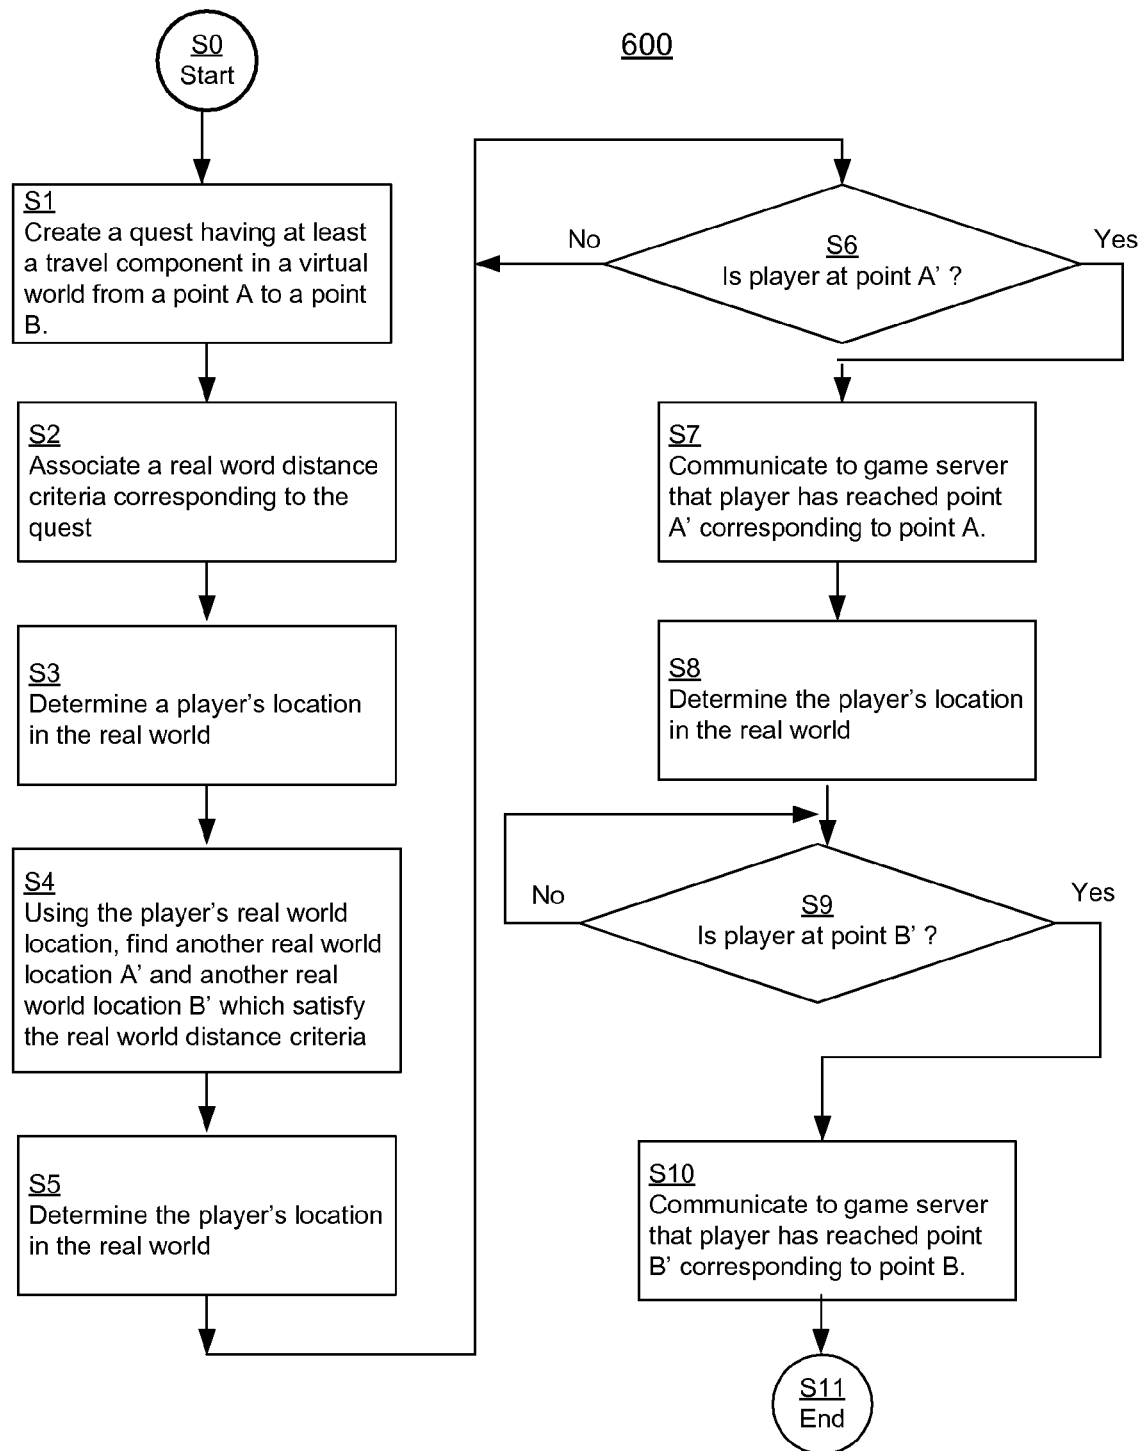 600
S0
Start
S1
Create a quest having at least
a travel component in a virtual
world from a point A to a point
B.
S2
Associate a real word distance
criteria corresponding to the
quest
S3
Determine a player's location
in the real world
S4
Using the player's real world
location, find another real world
location A' and another real
world location B' which satisfy
the real world distance criteria
S5
Determine the player's location
in the real world
No
S6
Is player at point A' ?
Yes
S7
Communicate to game server
that player has reached point
A' corresponding to point A.
S8
Determine the player's location
in the real world
No
S9
Is player at point B' ?
Yes
S10
Communicate to game server
that player has reached point
B' corresponding to point B.
S11
End